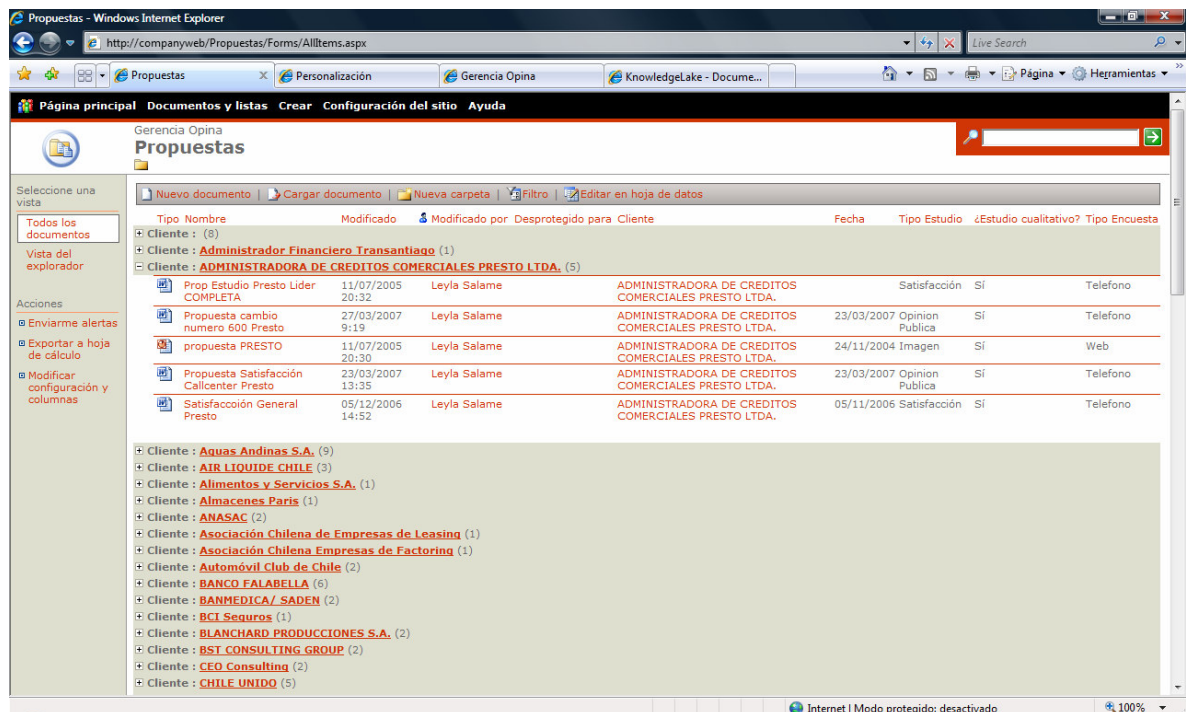 Propuestas - Windows Internet Explorer
http://companyweb/Propuestas/Forms/AllItems.aspx
Live Search
Propuestas
Personalización
Gerencia Opina
KnowledgeLake - Docume...
Página
Herramientas
Página principal Documentos y listas Crear Configuración del sitio Ayuda
Gerencia Opina
Propuestas
Seleccione una
vista
Todos los
documentos
Vista del
explorador
Acciones
Enviarme alertas
Exportar a hoja
de cálculo
Modificar
configuración y
columnas
Nuevo documento | Cargar documento | Nueva carpeta | Filtro | Editar en hoja de datos
Tipo Nombre Modificado Modificado por Desprotegido para Cliente Fecha Tipo Estudio ¿Estudio cualitativo? Tipo Encuesta
Cliente : (8)
Cliente : Administrador Financiero Transantiago (1)
Cliente : ADMINISTRADORA DE CREDITOS COMERCIALES PRESTO LTDA. (5)
Prop Estudio Presto Lider 11/07/2005 Leyla Salame ADMINISTRADORA DE CREDITOS Satisfacción Sí Telefono
COMPLETA 20:32 COMERCIALES PRESTO LTDA.
Propuesta cambio 27/03/2007 Leyla Salame ADMINISTRADORA DE CREDITOS 23/03/2007 Opinion Sí Telefono
numero 600 Presto 9:19 COMERCIALES PRESTO LTDA. Publica
propuesta PRESTO 11/07/2005 Leyla Salame ADMINISTRADORA DE CREDITOS 24/11/2004 Imagen Sí Web
20:30 COMERCIALES PRESTO LTDA.
Propuesta Satisfacción 23/03/2007 Leyla Salame ADMINISTRADORA DE CREDITOS 23/03/2007 Opinion Sí Telefono
Callcenter Presto 13:35 COMERCIALES PRESTO LTDA. Publica
Satisfaccoión General 05/12/2006 Leyla Salame ADMINISTRADORA DE CREDITOS 05/11/2006 Satisfacción Sí Telefono
Presto 14:52 COMERCIALES PRESTO LTDA.
Cliente : Aguas Andinas S.A. (9)
Cliente : AIR LIQUIDE CHILE (3)
Cliente : Alimentos y Servicios S.A. (1)
Cliente : Almacenes Paris (1)
Cliente : ANASAC (2)
Cliente : Asociación Chilena de Empresas de Leasing (1)
Cliente : Asociación Chilena Empresas de Factoring (1)
Cliente : Automóvil Club de Chile (2)
Cliente : BANCO FALABELLA (6)
Cliente : BANMEDICA/ SADEN (2)
Cliente : BCI Seguros (1)
Cliente : BLANCHARD PRODUCCIONES S.A. (2)
Cliente : BST CONSULTING GROUP (2)
Cliente : CEO Consulting (2)
Cliente : CHILE UNIDO (5)
Internet | Modo protegido: desactivado
100%